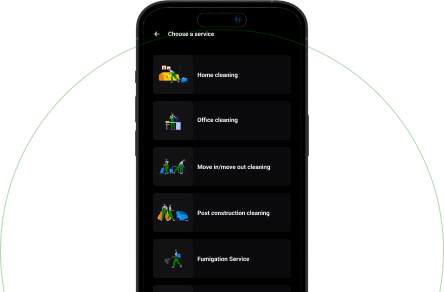 Choose a service
Home cleaning
Office cleaning
Move in/move out cleaning
Post construction cleaning
Fumigation Service